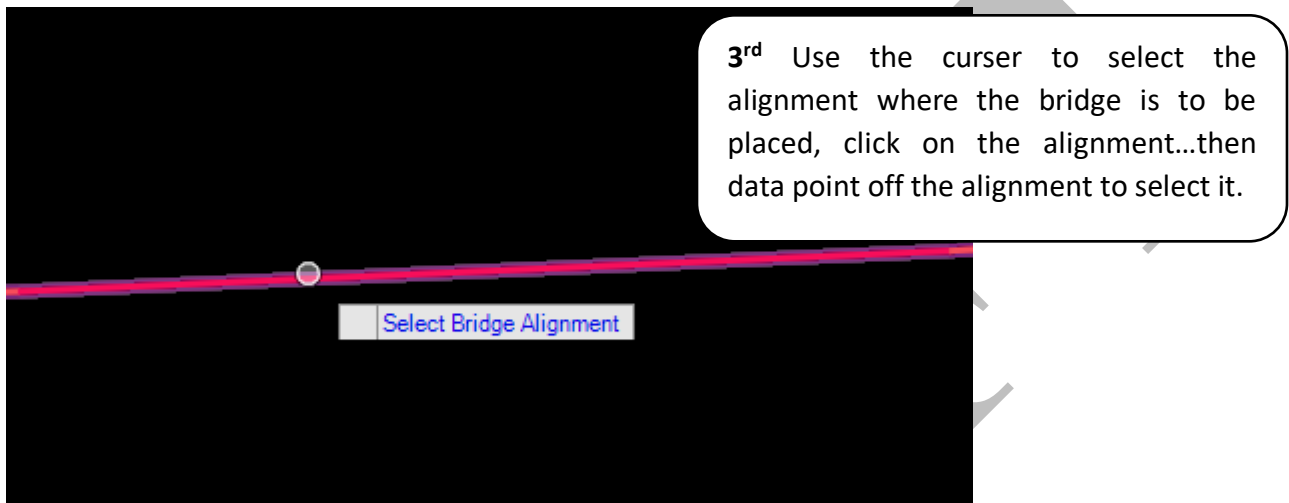 3rd Use the curser to select the
alignment where the bridge is to be
placed, click on the alignment…then
data point off the alignment to select it.
Select Bridge Alignment